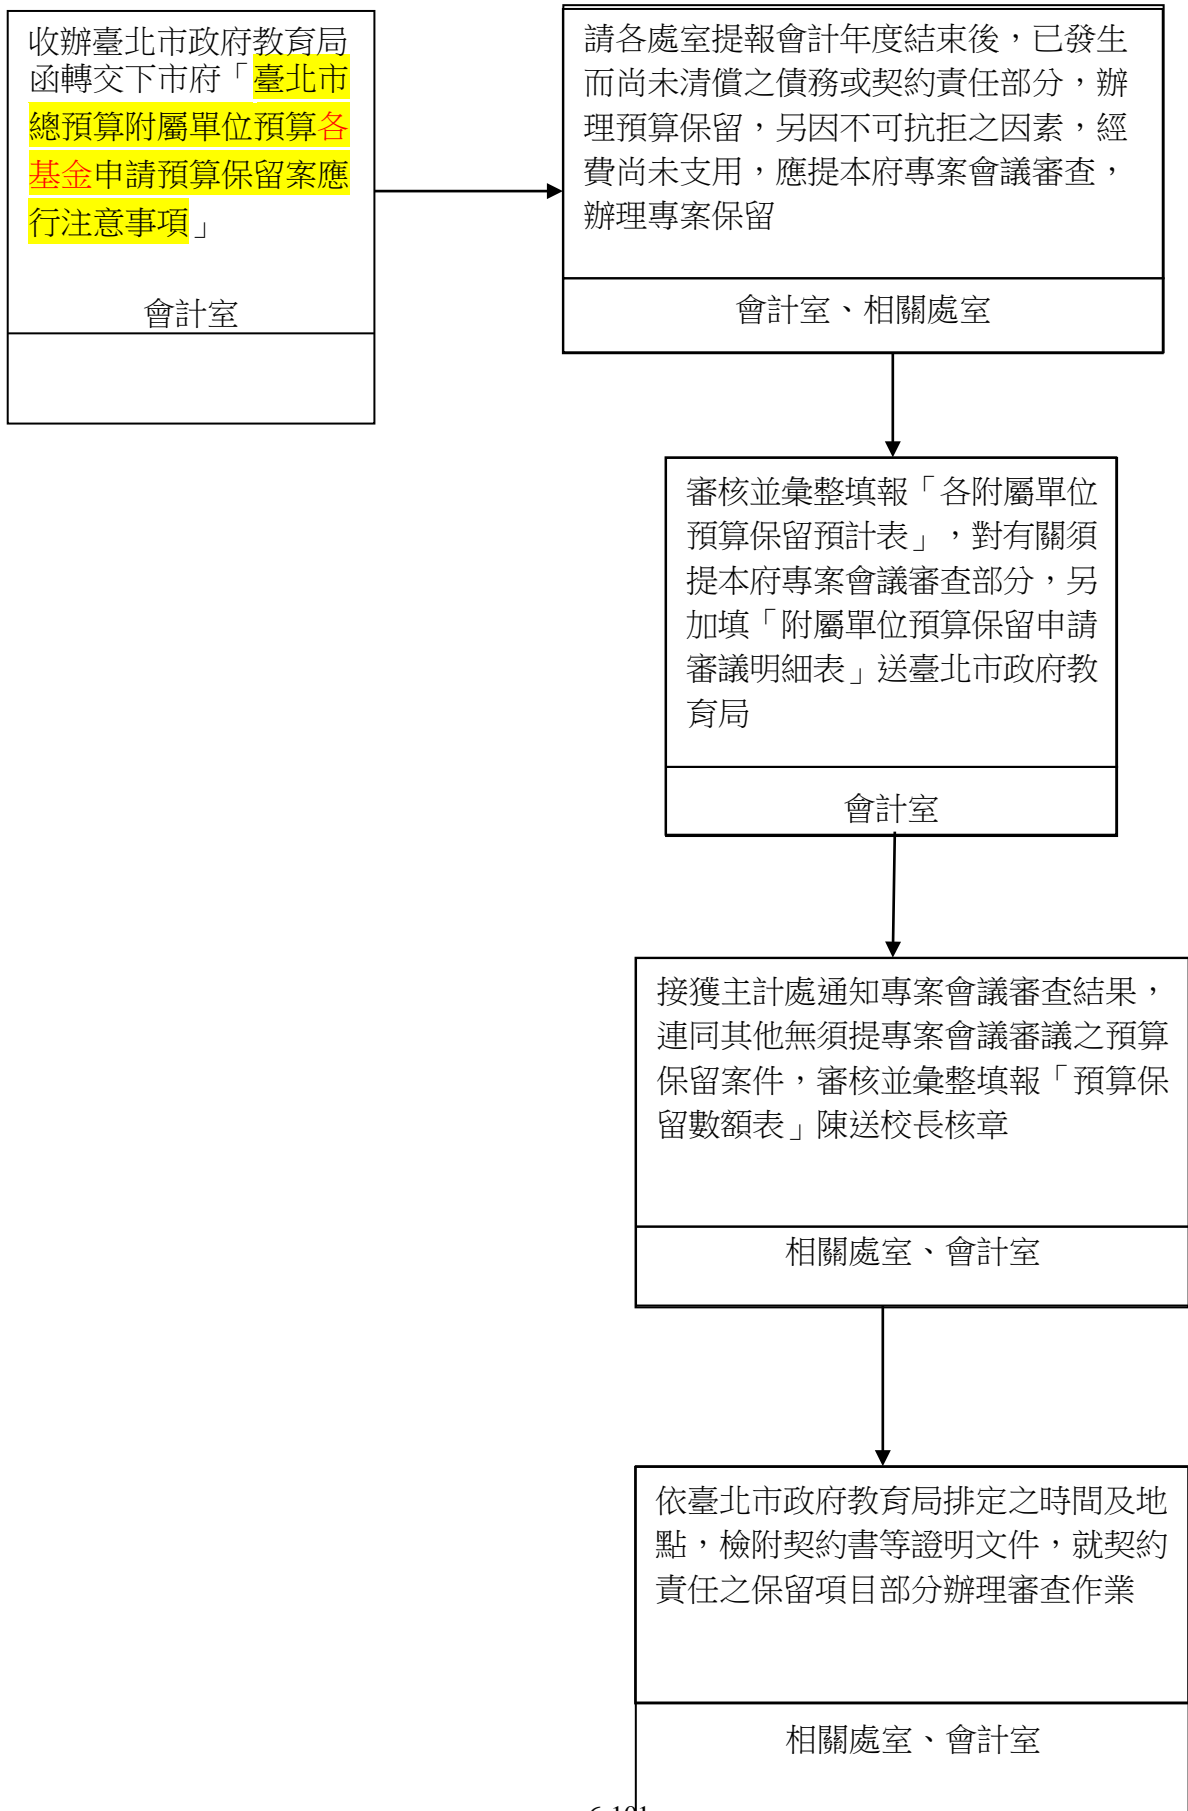 收辦臺北市政府教育局
函轉交下市府「臺北市
總預算附屬單位預算各
基金申請預算保留案應
行注意事項」
會計室
請各處室提報會計年度結束後，已發生
而尚未清償之債務或契約責任部分，辦
理預算保留，另因不可抗拒之因素，經
費尚未支用，應提本府專案會議審查，
辦理專案保留
會計室、相關處室
審核並彙整填報「各附屬單位
預算保留預計表」，對有關須
提本府專案會議審查部分，另
加填「附屬單位預算保留申請
審議明細表」送臺北市政府教
育局
會計室
接獲主計處通知專案會議審查結果，
連同其他無須提專案會議審議之預算
保留案件，審核並彙整填報「預算保
留數額表」陳送校長核章
相關處室、會計室
依臺北市政府教育局排定之時間及地
點，檢附契約書等證明文件，就契約
責任之保留項目部分辦理審查作業
相關處室、會計室
6-101